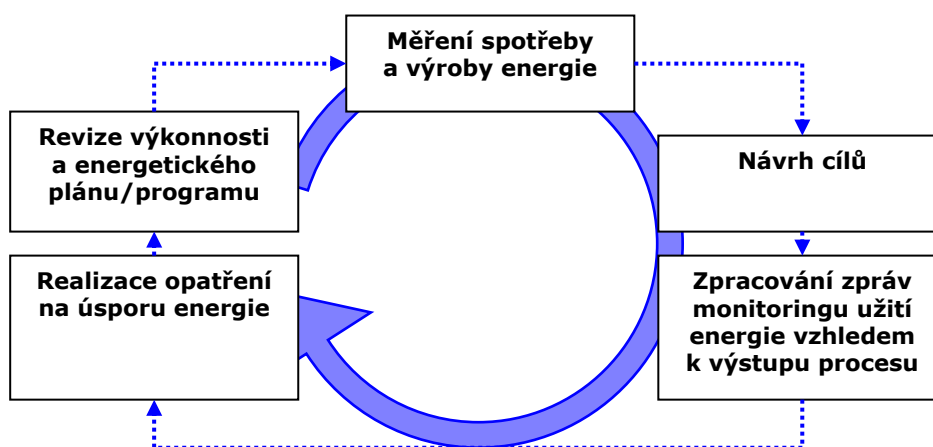 Měření spotřeby
a výroby energie
Revize výkonnosti
a energetického
plánu/programu
Návrh cílů
Realizace opatření
na úsporu energie
Zpracování zpráv
monitoringu užití
energie vzhledem
k výstupu procesu